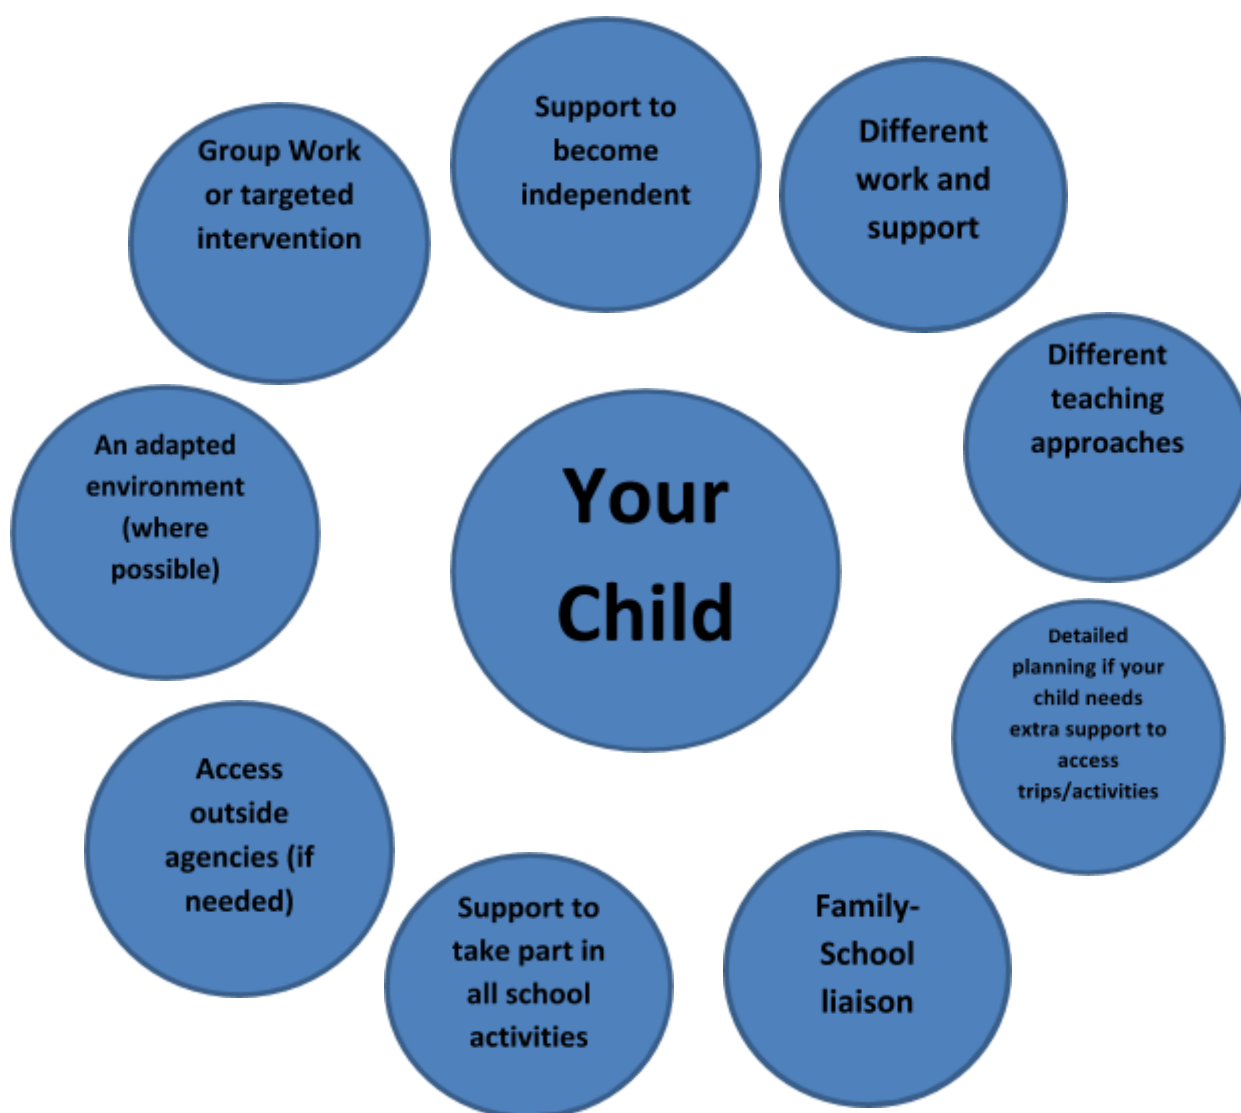 Support to
become
independent
Different
work and
support
Group Work
or targeted
intervention
Different
teaching
approaches
An adapted
environment
(where
possible)
Your
Child
Detailed
planning if your
child needs
extra support to
access
trips/activities
Access
outside
agencies (if
needed)
Support to
take part in
all school
activities
Family-
School
liaison